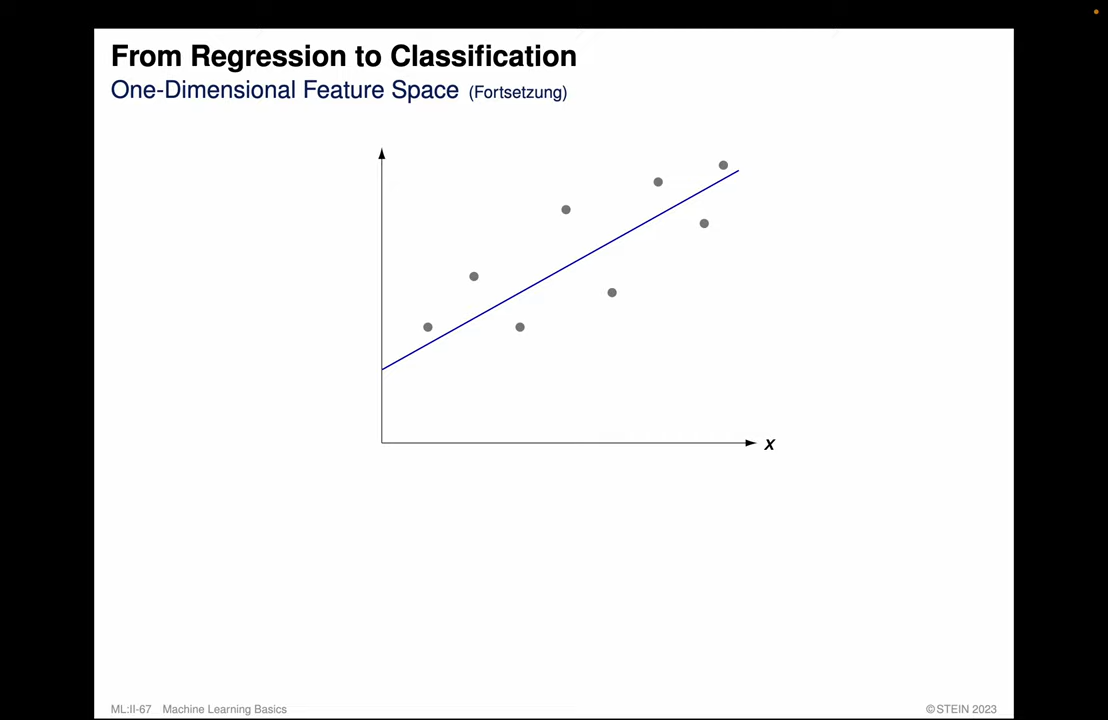 From Regression to Classification
One-Dimensional Feature Space (Fortsetzung)
x
ML:II-67 Machine Learning Basics
© STEIN 2023